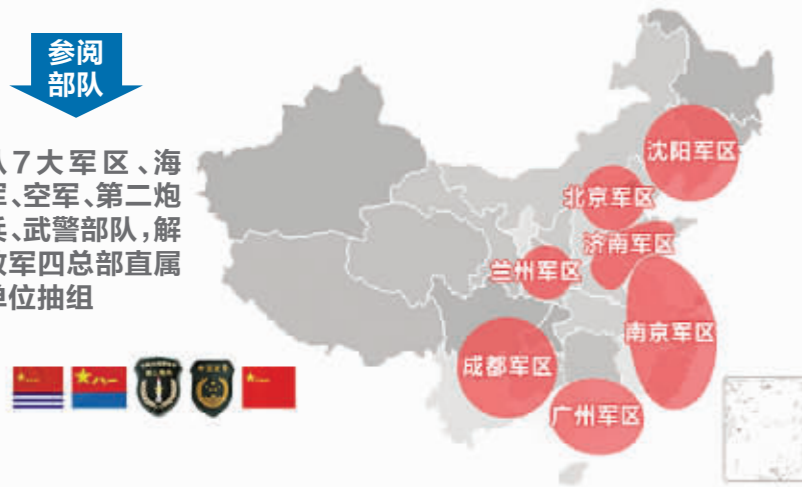 参阅
部队
从7大军区、海
军、空军、第二炮
兵、武警部队,解
放军四总部直属
单位抽组
沈阳军区
北京军区
济南军区
兰州军区
南京军区
成都军区
广州军区